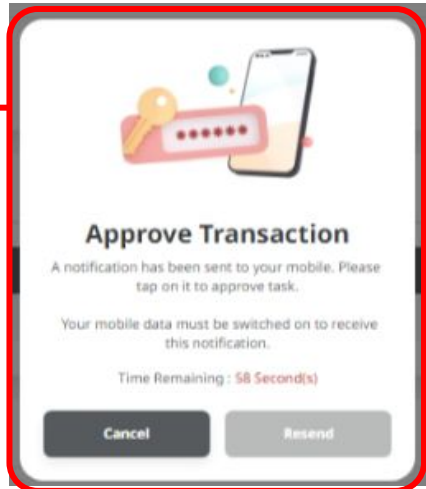 Approve Transaction
A notification has been sent to your mobile. Please
tap on it to approve task.
Your mobile data must be switched on to receive
this notification.
Time Remaining : 58 Second(s)
Cancel
Resend